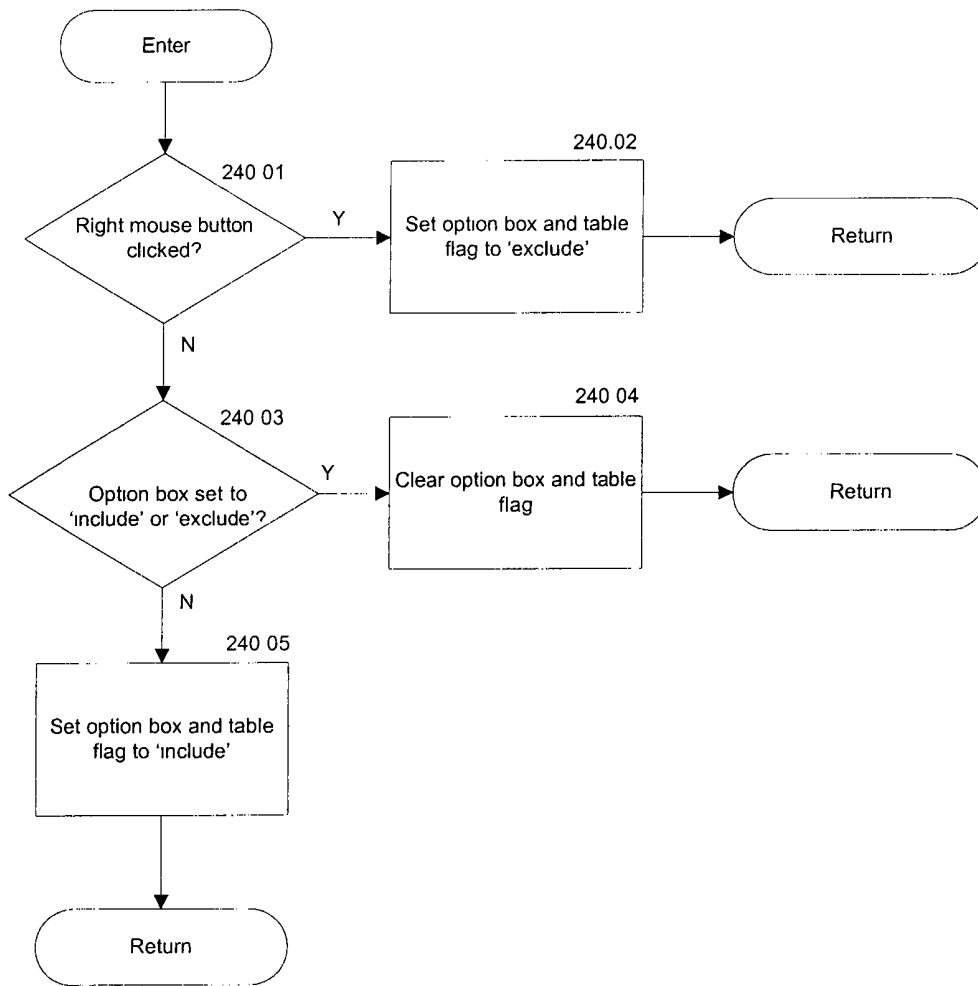 Enter
240 01
Right mouse button
clicked?
Y
240.02
Set option box and table
flag to 'exclude'
Return
N
240 03
Option box set to
'include' or 'exclude'?
Y
240 04
Clear option box and table
flag
Return
N
240 05
Set option box and table
flag to 'include'
Return